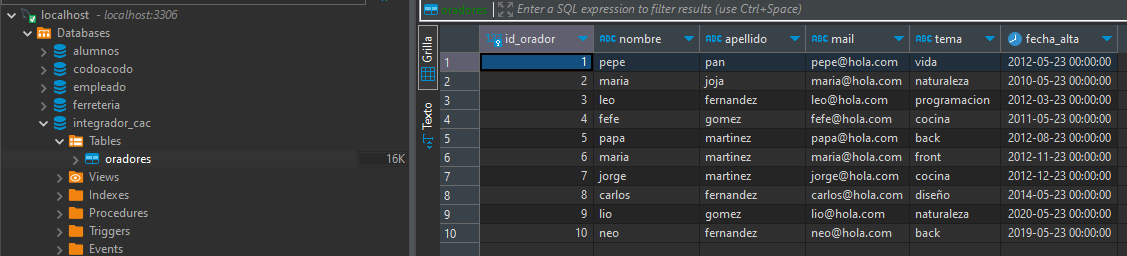 localhost - localhost:3306
Databases
alumnos
codoacodo
empleado
ferreteria
integrador_cac
Tables
oradores 16K
Views
Indexes
Procedures
Triggers
Events
oradores Enter a SQL expression to filter results (use Ctrl+Space)
Grilla
Texto
123 id_orador ABC nombre ABC apellido ABC mail ABC tema fecha_alta
1 1 pepe pan pepe@hola.com vida 2012-05-23 00:00:00
2 2 maria joja maria@hola.com naturaleza 2010-05-23 00:00:00
3 3 leo fernandez leo@hola.com programacion 2012-03-23 00:00:00
4 4 fefe gomez fefe@hola.com cocina 2011-05-23 00:00:00
5 5 papa martinez papa@hola.com back 2012-08-23 00:00:00
6 6 maria martinez maria@hola.com front 2012-11-23 00:00:00
7 7 jorge martinez jorge@hola.com cocina 2012-12-23 00:00:00
8 8 carlos fernandez carlos@hola.com diseño 2014-05-23 00:00:00
9 9 lio gomez lio@hola.com naturaleza 2020-05-23 00:00:00
10 10 neo fernandez neo@hola.com back 2019-05-23 00:00:00